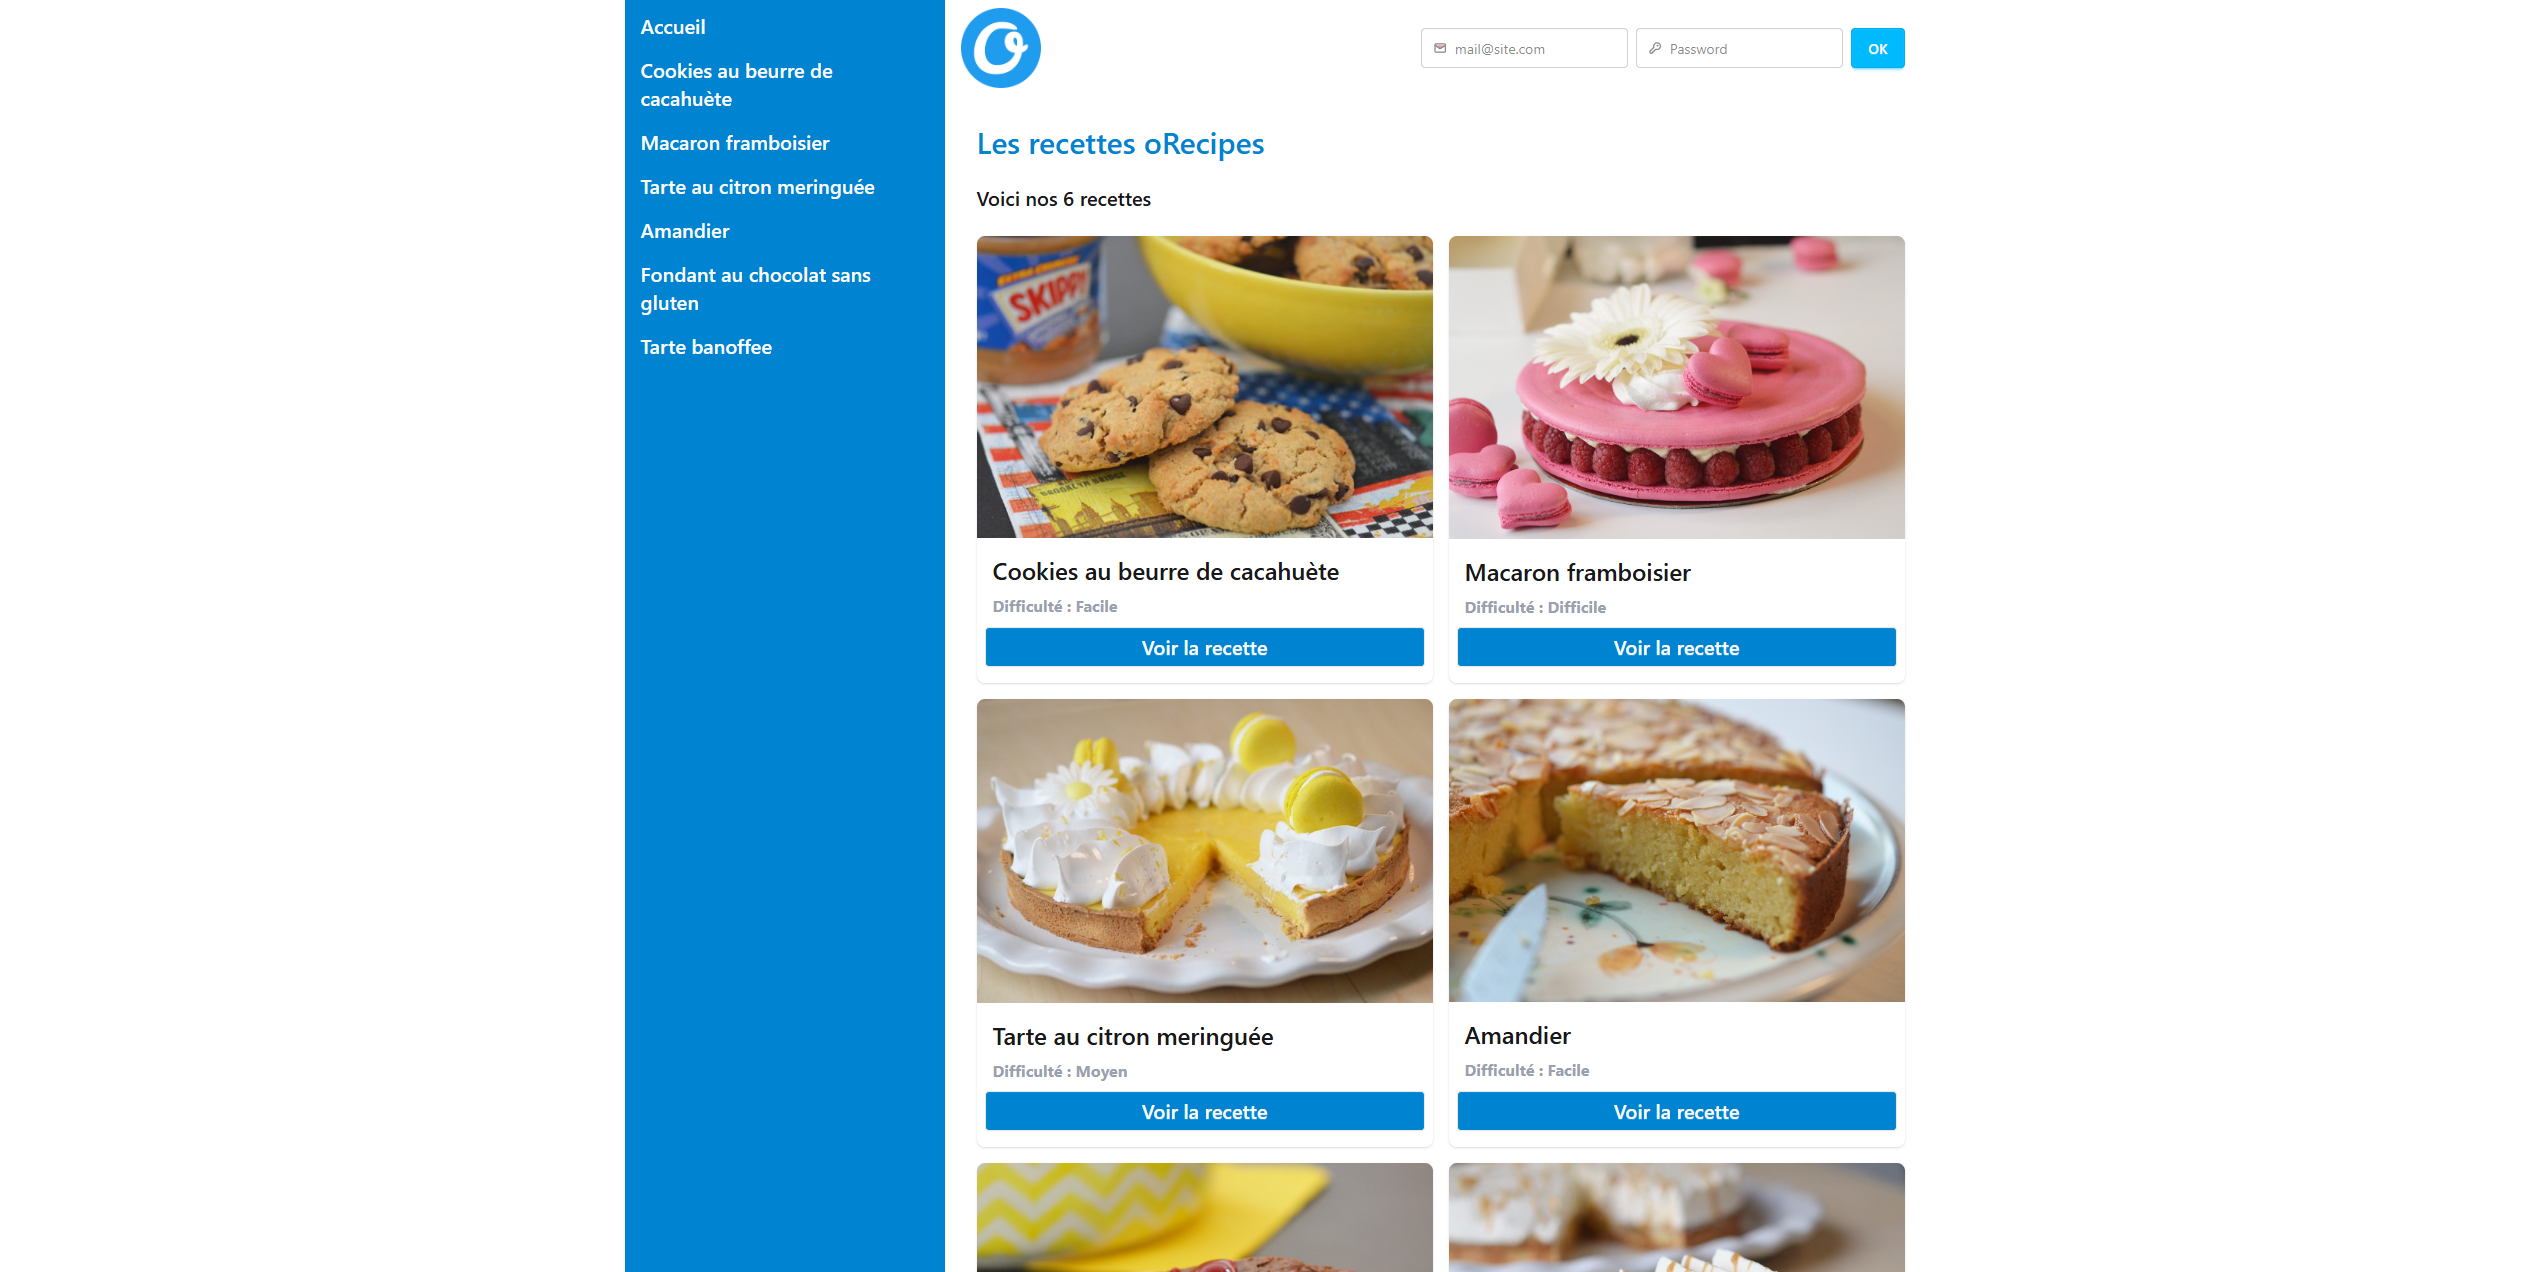 Accueil
Cookies au beurre de
cacahuète
Macaron framboisier
Tarte au citron meringuée
Amandier
Fondant au chocolat sans
gluten
Tarte banoffee
mail@site.com
Password
OK
Les recettes oRecipes
Voici nos 6 recettes
SKIPPY
BROOKLYN BRIDGE
Cookies au beurre de cacahuète
Difficulté : Facile
Voir la recette
Macaron framboisier
Difficulté : Difficile
Voir la recette
Tarte au citron meringuée
Difficulté : Moyen
Voir la recette
Amandier
Difficulté : Facile
Voir la recette